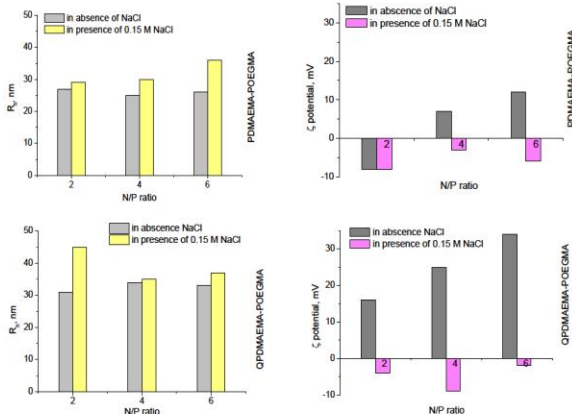 in absence of NaCl
in presence of 0.15 M NaCl
50
40
30
20
10
0
Rₕ, nm
2
4
6
N/P ratio
PDMAEMA-POEGMA
in abscence of NaCl
in presence of 0.15 M NaCl
30
20
10
0
-10
ζ potential, mV
2
4
6
N/P ratio
PDMAEMA-POEGMA
in abscence NaCl
in presence of 0.15 M NaCl
50
40
30
20
10
0
Rₕ, nm
2
4
6
N/P ratio
QPDMAEMA-POEGMA
in abscence NaCl
in presence of 0.15 M NaCl
30
20
10
0
-10
ζ potential, mV
2
4
6
N/P ratio
QPDMAEMA-POEGMA